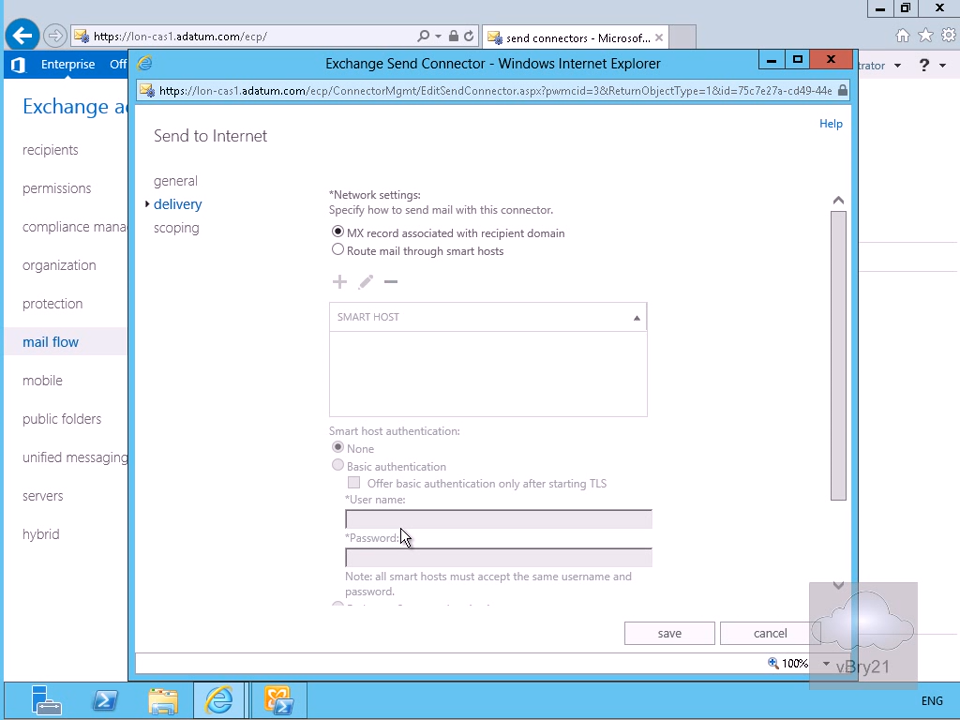 https://lon-cas1.adatum.com/ecp/
send connectors - Microsof...
Enterprise
Off
trator
?
Exchange a
recipients
permissions
compliance mana
organization
protection
mail flow
mobile
public folders
unified messaging
servers
hybrid
Exchange Send Connector - Windows Internet Explorer
https://lon-cas1.adatum.com/ecp/ConnectorMgmt/EditSendConnector.aspx?pwmcid=3&ReturnObjectType=1&id=75c7e27a-cd49-44e
Help
Send to Internet
general
delivery
scoping
*Network settings:
Specify how to send mail with this connector.
MX record associated with recipient domain
Route mail through smart hosts
SMART HOST
Smart host authentication:
None
Basic authentication
Offer basic authentication only after starting TLS
*User name:
*Password:
Note: all smart hosts must accept the same username and
password.
save
cancel
100%
vBry21
ENG